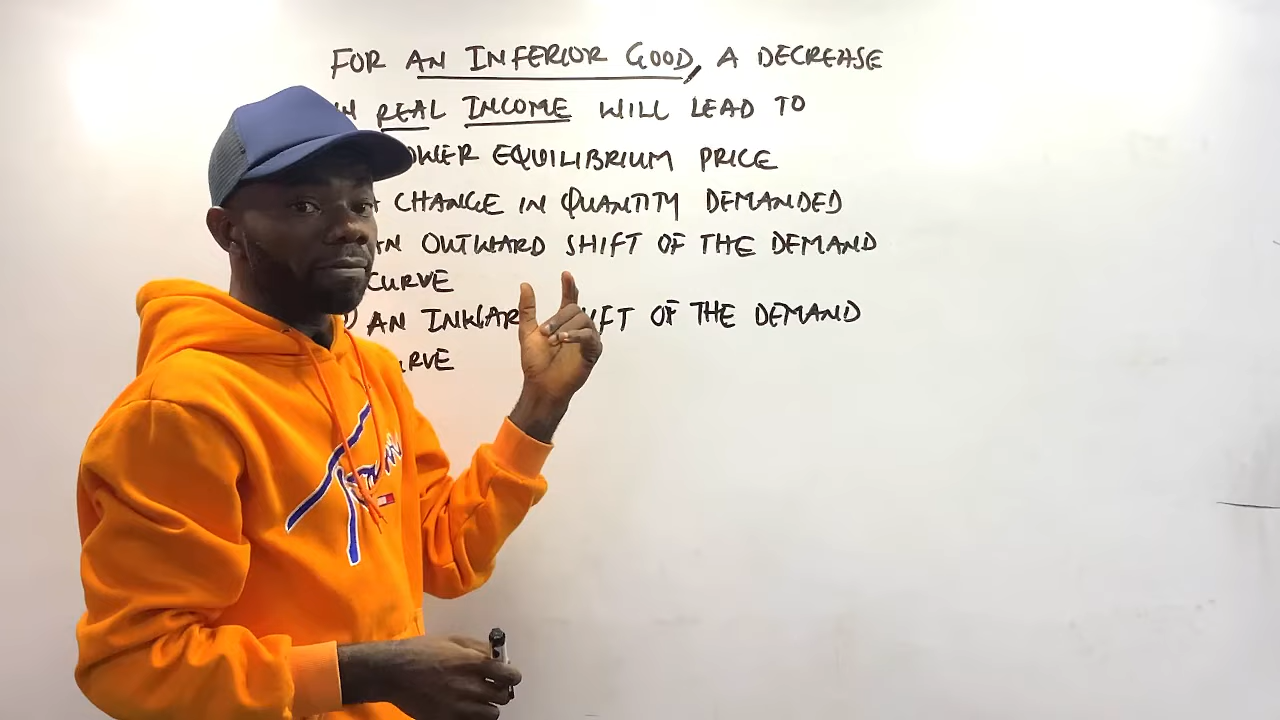 FOR AN INFERIOR GOOD, A DECREASE
REAL INCOME WILL LEAD TO
EQUILIBRIUM PRICE
CHANGE IN QUANTITY DEMANDED
AN OUTWARD SHIFT OF THE DEMAND
CURVE
AN OF THE DEMAND